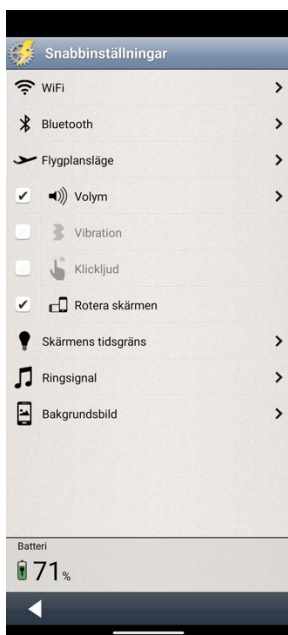 Snabbinställningar
WiFi
Bluetooth
Flygplansläge
Volym
Vibration
Klickljud
Rotera skärmen
Skärmens tidsgräns
Ringsignal
Bakgrundsbild
Batteri
71%